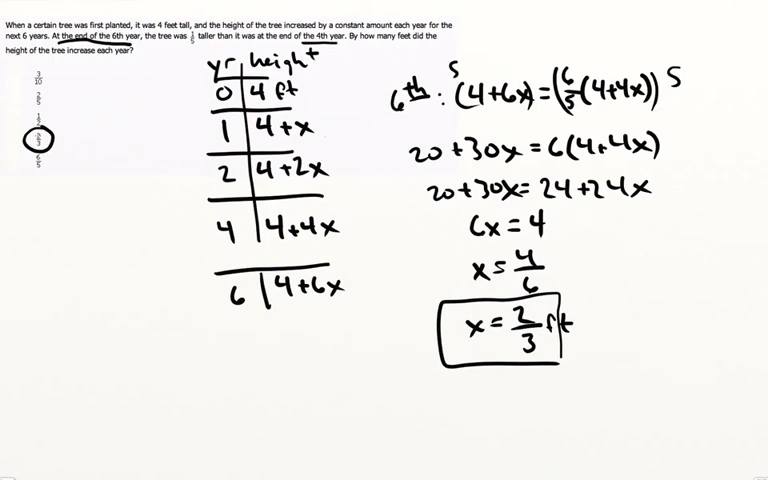 When a certain tree was first planted, it was 4 feet tall, and the height of the tree increased by a constant amount each year for the
next 6 years. At the end of the 6th year, the tree was 1/5 taller than it was at the end of the 4th year. By how many feet did the
height of the tree increase each year?
3/10
2/5
1/2
2/3
6/5
yr height
0 4 ft
1 4+x
2 4+2x
4 4+4x
6 4+6x
6th: 5(4+6x)=(6/5(4+4x))5
20+30x=6(4+4x)
20+30x=24+24x
6x=4
x=4/6
x=2/3 ft